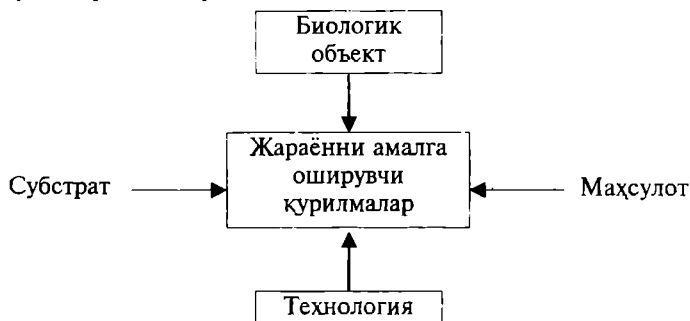 Биологик
объект
Жараённи амалга
оширувчи
қурилмалар
Субстрат
Маҳсулот
Технология